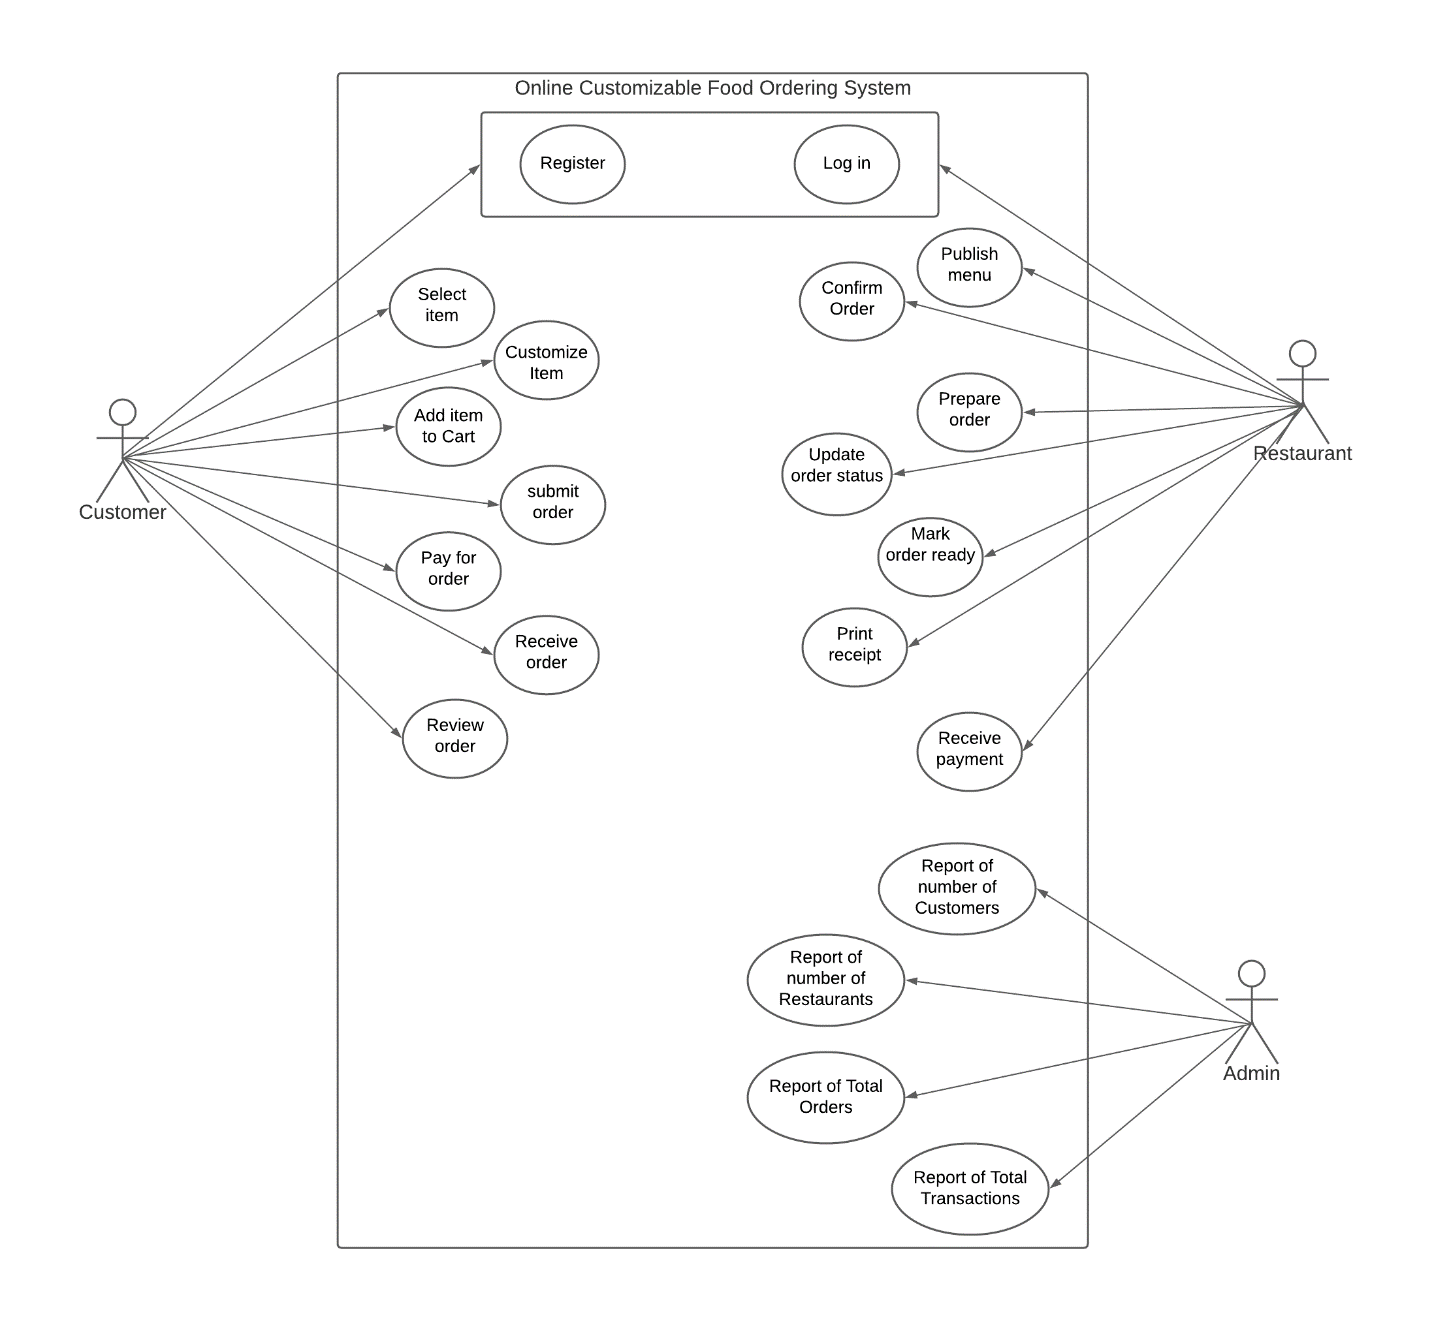 Online Customizable Food Ordering System
Register
Log in
Select
item
Customize
Item
Add item
to Cart
submit
order
Pay for
order
Receive
order
Review
order
Customer
Publish
menu
Confirm
Order
Prepare
order
Update
order status
Mark
order ready
Print
receipt
Receive
payment
Restaurant
Report of
number of
Customers
Report of
number of
Restaurants
Report of Total
Orders
Report of Total
Transactions
Admin